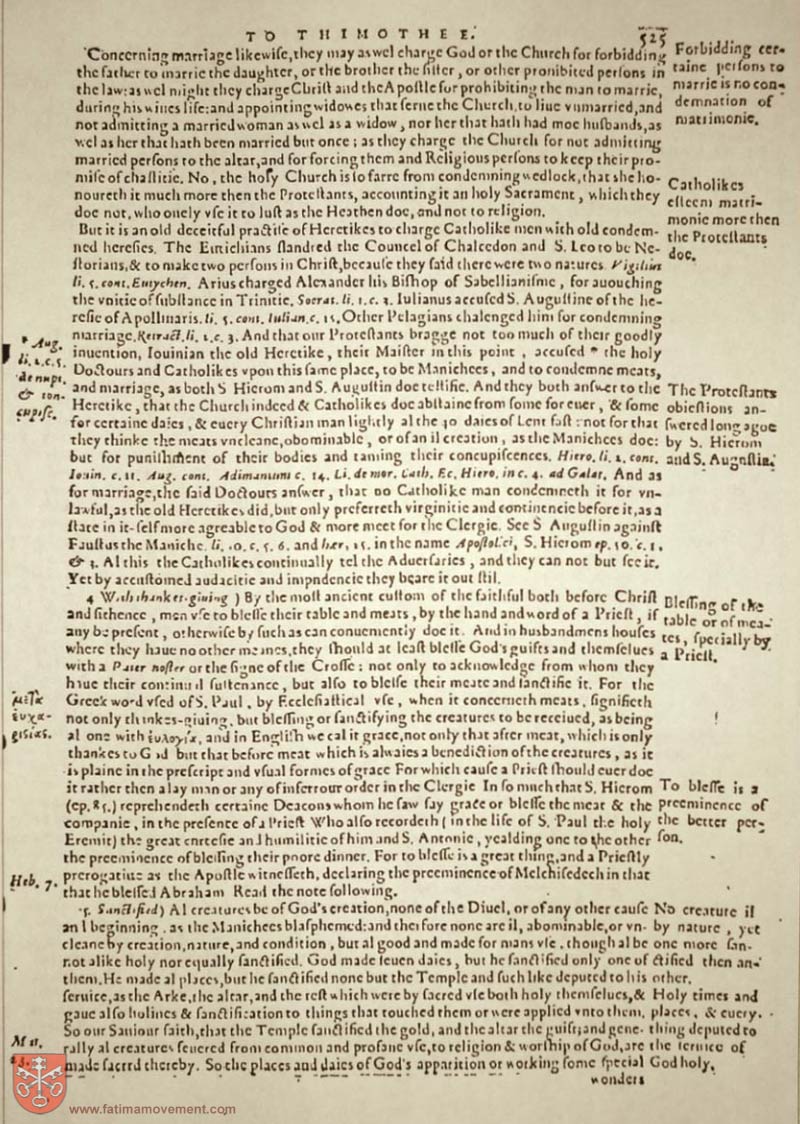 TO THIMOTHEE.
525
Concerning marriage likewiſe, they may aswel charge God or the Church for forbidding
the father to marrie the daughter, or the brother the ſiſter, or other prohibited perſons in
the law: as wel might they charge Chriſt and the Apoſtle for prohibiting the man to marrie,
during his wiues life: and appointing widowes that ſerue the Church, to liue vnmarried, and
not admitting a married woman as wel as a widow, nor her that hath had moe huſbands, as
wel as her that hath been married but once; as they charge the Church for not admitting
married perſons to the altar, and for forcing them and Religious perſons to keep their pro-
miſe of chaſtitie. No, the holy Church is ſo farre from condemning wedlock, that ſhe ho-
noureth it much more then the Proteſtants, accounting it an holy Sacrament, which they
doe not, who onely vſe it to luſt as the Heathen doe, and not to religion.
But it is an old deceitful practiſe of Heretikes to charge Catholike men with old condem-
ned hereſies. The Eutichians ſlandred the Councel of Chalcedon and S. Leo to be Ne-
ſtorians, & to make two perſons in Chriſt, becauſe they ſaid there were two natures. Vigilius
li. 5. cont. Eutychen. Arius charged Alexander his Biſhop of Sabellianiſme, for auouching
the vnitie of ſubſtance in Trinitie. Socrat. li. 1. c. 3. Iulianus accuſed S. Auguſtine of the he-
reſie of Apollinaris. li. 5. cont. Iulian. c. 15. Other Pelagians chalenged him for condemning
marriage. Retract. li. 1. c. 3. And that our Proteſtants bragge not too much of their goodly
inuention, Iouinian the old Heretike, their Maiſter in this point, accuſed * the holy
Doctours and Catholikes vpon this ſame place, to be Manichees, and to condemne meats,
and marriage, as both S Hierom and S. Auguſtin doe teſtifie. And they both anſwer to the
Heretike, that the Church indeed & Catholikes doe abſtaine from ſome for euer, & ſome
for certaine daies, & euery Chriſtian man lightly al the 40 daies of Lent faſt: not for that
they thinke the meats vncleane, abominable, or of an il creation, as the Manichees doe:
but for puniſhment of their bodies and taming their concupiſcences. Hiero. li. 2. cont.
Iouin. c. 11. Aug. cont. Adimantum c. 14. Li. de mor. Cath. Ec. Hiero. in c. 4. ad Galat. And as
for marriage, the ſaid Doctours anſwer, that no Catholike man condemneth it for vn-
lawful, as the old Heretikes did, but only preferreth virginitie and continencie before it, as a
ſtate in it-ſelf more agreable to God & more meet for the Clergie. See S Auguſtin againſt
Fauſtus the Maniche. li. 30. c. 5. 6. and hær. 25. in the name Apoſtolici, S. Hierom ep. 50. c. 1.
& 3. Al this the Catholikes continually tel the Aduerſaries, and they can not but ſee it.
Yet by accuſtomed audacitie and impudencie they beare it out ſtil.
4 With thankes-giuing ) By the moſt ancient cuſtom of the faithful both before Chriſt
and ſithence, men vſe to bleſſe their table and meats, by the hand and word of a Prieſt, if
any be preſent, otherwiſe by ſuch as can conueniently doe it. And in husbandmens houſes
where they haue no other meanes, they ſhould at leaſt bleſſe God's guifts and themſelues
with a Pater noſter or the ſigne of the Croſſe: not only to acknowledge from whom they
haue their continual ſuſtenance, but alſo to bleſſe their meate and ſanctifie it. For the
Greek word vſed of S. Paul, by Eccleſiaſtical vſe, when it concerneth meats, ſignifieth
not only thankes-giuing, but bleſſing or ſanctifying the creatures to be receiued, as being
al one with ἐυλογία, and in Engliſh we cal it grace, not only that after meat, which is only
thankes to God but that before meat which is alwaies a benediction of the creatures, as it
is plaine in the preſcript and vſual formes of grace For which cauſe a Prieſt ſhould euer doe
it rather then a lay man or any of inferrour order in the Clergie In ſo much that S. Hierom
(ep. 85.) reprehendeth certaine Deacons whom he ſaw ſay grace or bleſſe the meat & the
companie, in the preſence of a Prieſt Who alſo recordeth (in the life of S. Paul the holy
Eremit) the great curteſie and humilitie of him and S. Antonie, yealding one to the other
the preeminence of bleſſing their poore dinner. For to bleſſe is a great thing, and a Prieſtly
prerogatiue as the Apoſtle witneſſeth, declaring the preeminence of Melchiſedech in that
that he bleſſed Abraham Read the note following.
5. Sanctified) Al creatures be of God's creation, none of the Diuel, or of any other cauſe
and beginning, as the Manichees blaſphemed: and therfore none are il, abominable, or vn-
cleane by creation, nature, and condition, but al good and made for mans vſe, though al be
not alike holy nor equally ſanctified. God made ſeuen daies, but he ſanctified only one of
them. He made al places, but he ſanctified none but the Temple and ſuch like deputed to his
ſeruice, as the Arke, the altar, and the reſt which were by ſacred vſe both holy themſelues, &
gaue alſo holines & ſanctification to things that touched them or were applied vnto them.
So our Sauiour ſaith, that the Temple ſanctified the gold, and the altar the guift: and gene-
rally al creatures ſeuered from common and profane vſe, to religion & worſhip of God, are
made ſacred thereby. So the places and daies of God's apparition or working ſome ſpecial
wonders
Forbidding cer-
taine perſons to
marrie is no con-
demnation of
matrimonie.
Catholikes
eſteem matri-
monie more then
the Proteſtants
doe.
The Proteſtants
obiections an-
ſwered long agoe
by S. Hierom
and S. Auguſtin.
Bleſſing of the
table or of mea-
tes, ſpecially by
a Prieſt.
To bleſſe is a
preeminence of
the better per-
ſon.
No creature il
by nature, yet
one more ſan-
ctified then an-
other.
Holy times and
places, & euery
thing deputed to
the ſeruice of
God holy.
* Aug.
li. 2. c. 5.
de nupt.
& con-
cupiſc.
μετὰ
ἐυχα-
ριςίας.
Heb. 7.
Mat.
23.
www.fatimamovement.com